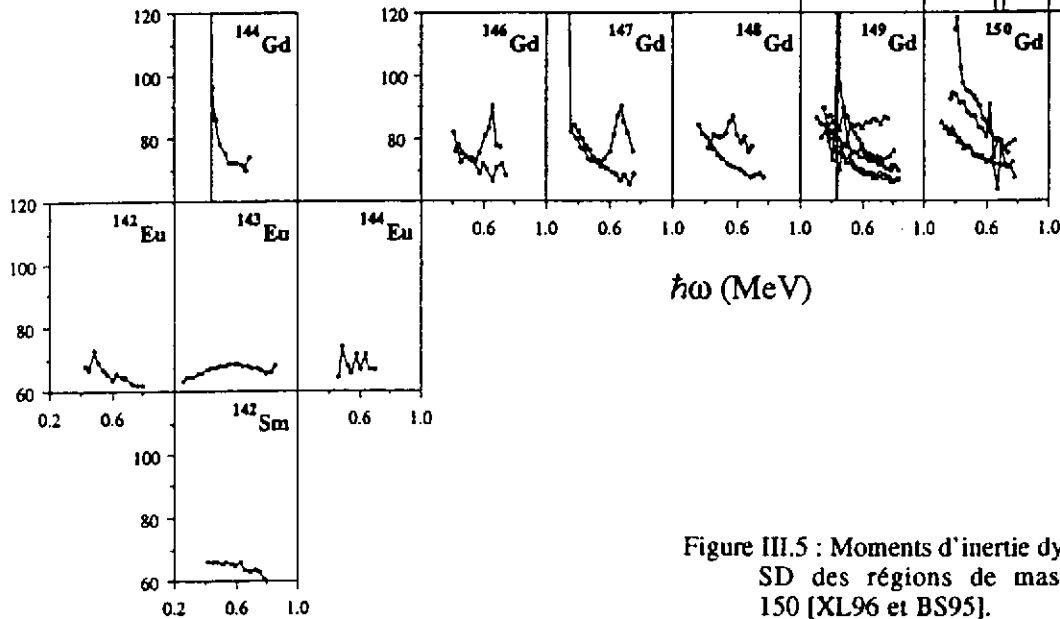 120
100
80
144Gd
146Gd
147Gd
148Gd
149Gd
150Gd
120
100
80
60
142Eu
143Eu
144Eu
0.6 1.0 0.6 1.0 0.6 1.0 0.6 1.0 0.6 1.0
ħω (MeV)
0.2 0.6
0.6 1.0
142Sm
100
80
60
0.2 0.6 1.0
Figure III.5 : Moments d'inertie dy
SD des régions de mas
150 [XL96 et BS95].